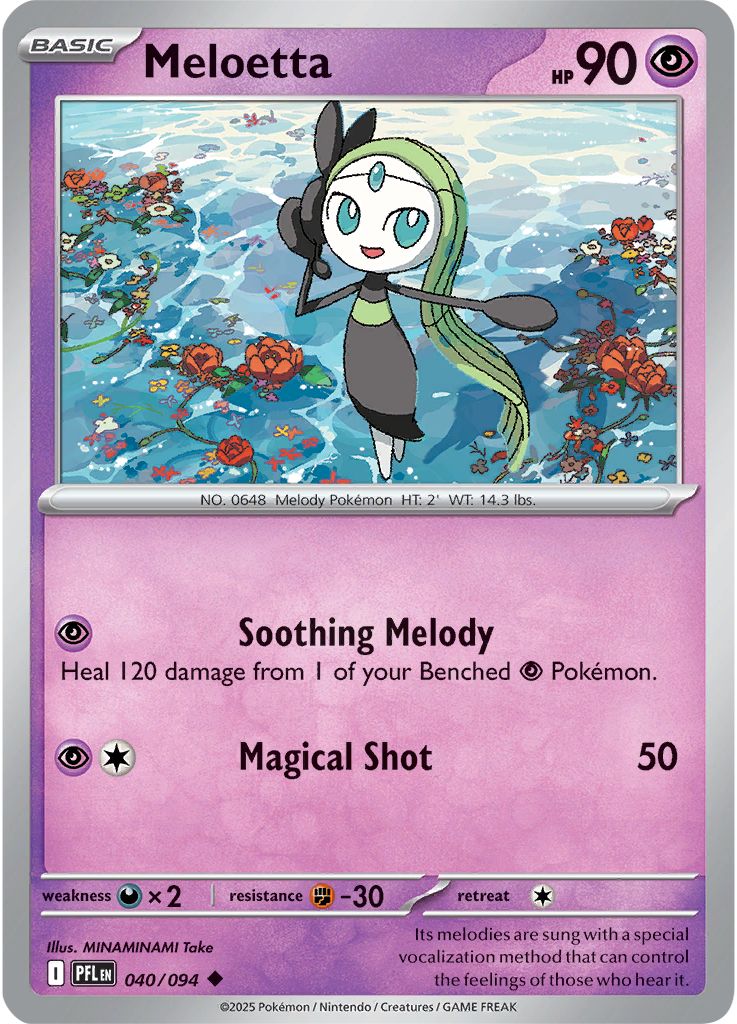 BASIC
Meloetta
HP 90
NO. 0648 Melody Pokémon HT: 2' WT: 14.3 lbs.
Soothing Melody
Heal 120 damage from 1 of your Benched Pokémon.
Magical Shot 50
weakness ×2 resistance -30 retreat
Illus. MINAMINAMI Take
I PFL EN 040/094
Its melodies are sung with a special
vocalization method that can control
the feelings of those who hear it.
©2025 Pokémon / Nintendo / Creatures / GAME FREAK